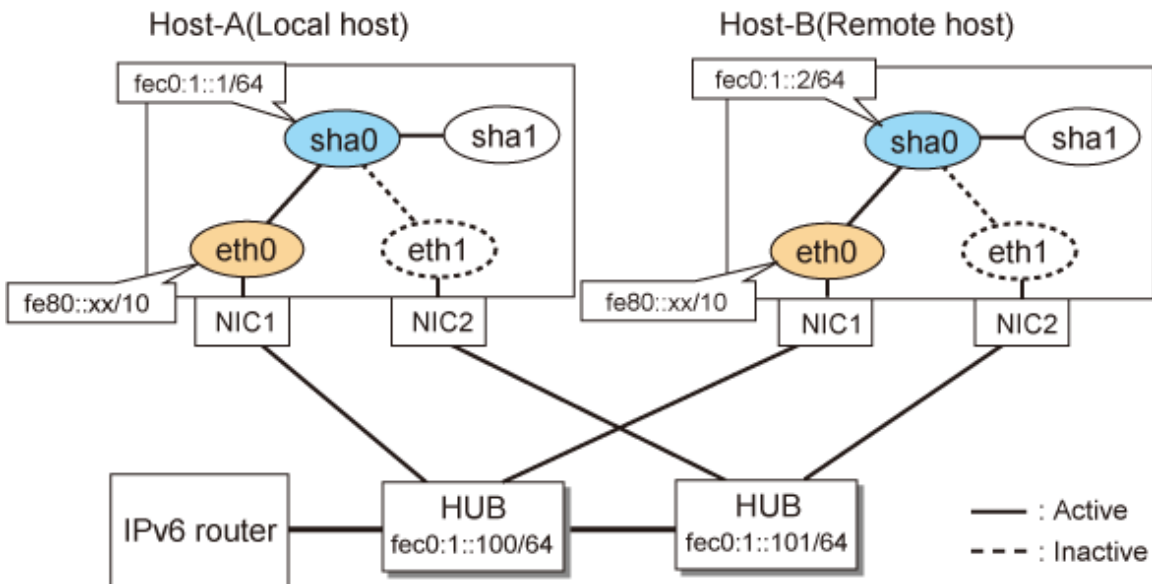 Host-A(Local host)
Host-B(Remote host)
fec0:1::1/64
fec0:1::2/64
sha0
sha1
sha0
sha1
eth0
eth1
eth0
eth1
fe80::xx/10
fe80::xx/10
NIC1
NIC2
NIC1
NIC2
IPv6 router
HUB
fec0:1::100/64
HUB
fec0:1::101/64
: Active
: Inactive